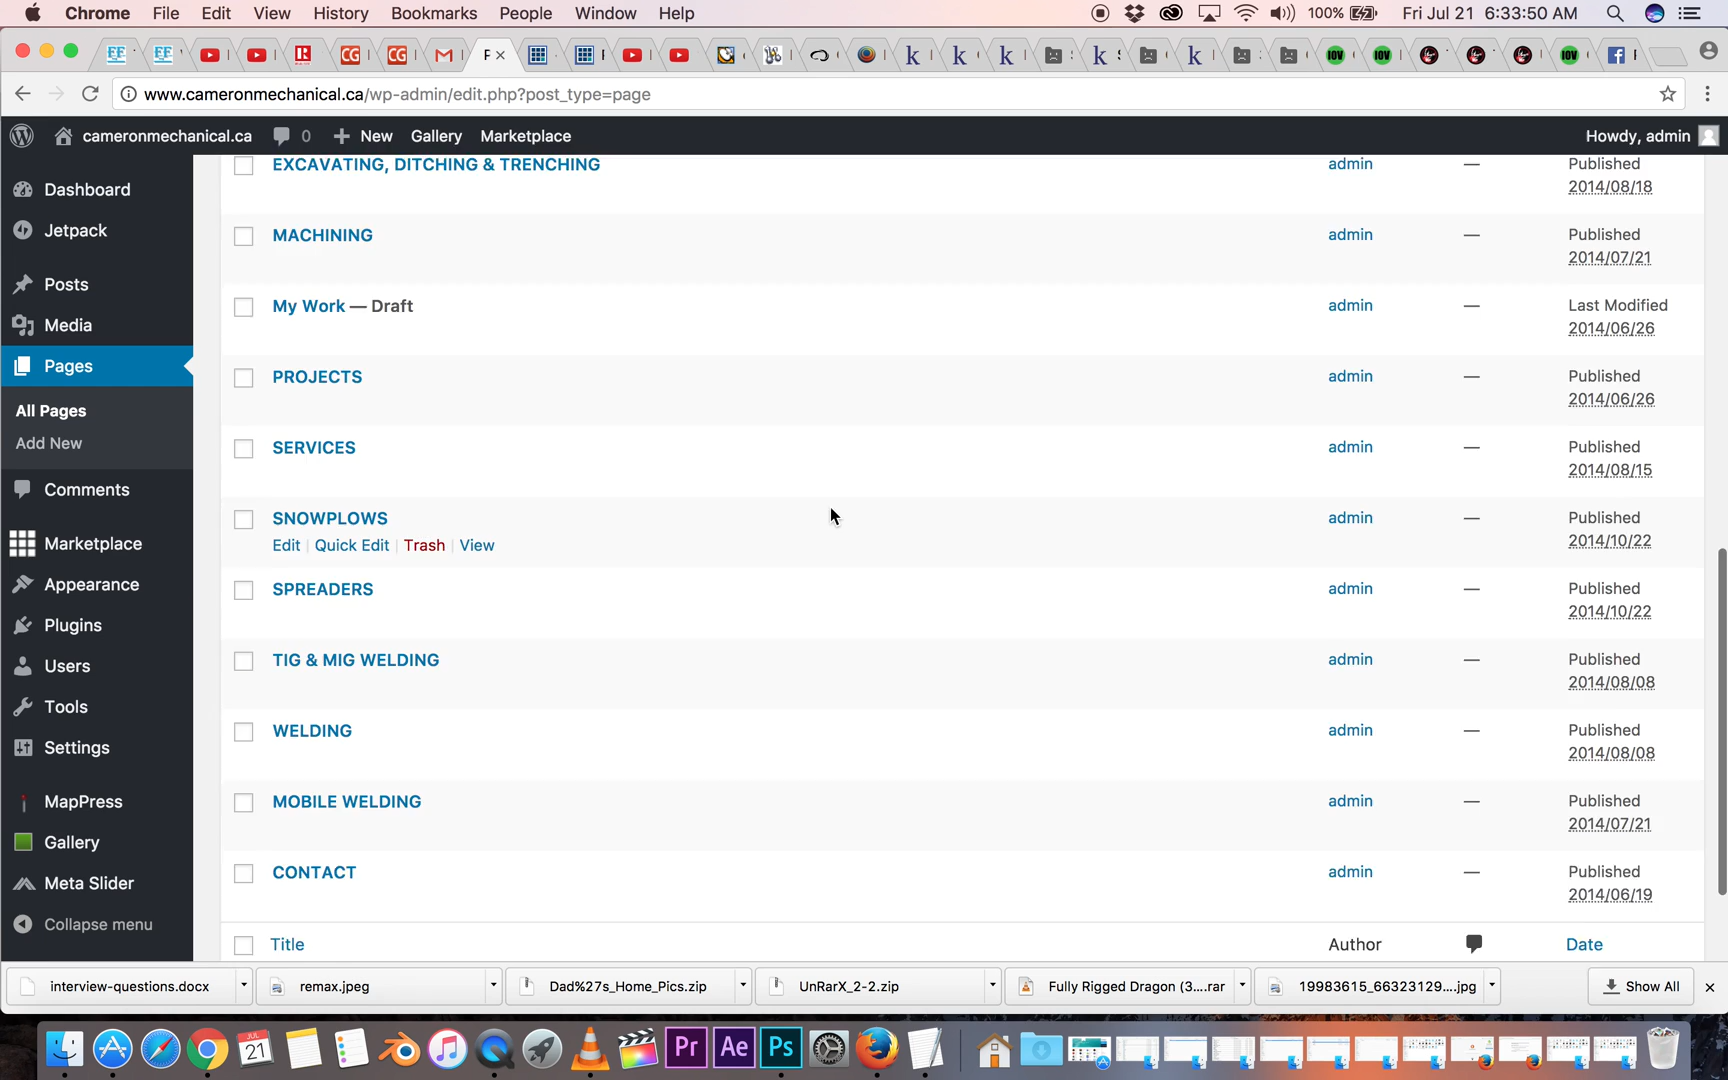 Chrome File Edit View History Bookmarks People Window Help 100% Fri Jul 21 6:33:50 AM
www.cameronmechanical.ca/wp-admin/edit.php?post_type=page
cameronmechanical.ca 0 New Gallery Marketplace Howdy, admin
Dashboard
Jetpack
Posts
Media
Pages
All Pages
Add New
Comments
Marketplace
Appearance
Plugins
Users
Tools
Settings
MapPress
Gallery
Meta Slider
Collapse menu
EXCAVATING, DITCHING & TRENCHING admin — Published
2014/08/18
MACHINING admin — Published
2014/07/21
My Work — Draft admin — Last Modified
2014/06/26
PROJECTS admin — Published
2014/06/26
SERVICES admin — Published
2014/08/15
SNOWPLOWS admin — Published
Edit | Quick Edit | Trash | View 2014/10/22
SPREADERS admin — Published
2014/10/22
TIG & MIG WELDING admin — Published
2014/08/08
WELDING admin — Published
2014/08/08
MOBILE WELDING admin — Published
2014/07/21
CONTACT admin — Published
2014/06/19
Title Author Date
interview-questions.docx remax.jpeg Dad%27s_Home_Pics.zip UnRarX_2-2.zip Fully Rigged Dragon (3....rar 19983615_66323129....jpg Show All
JUL
21 Pr Ae Ps